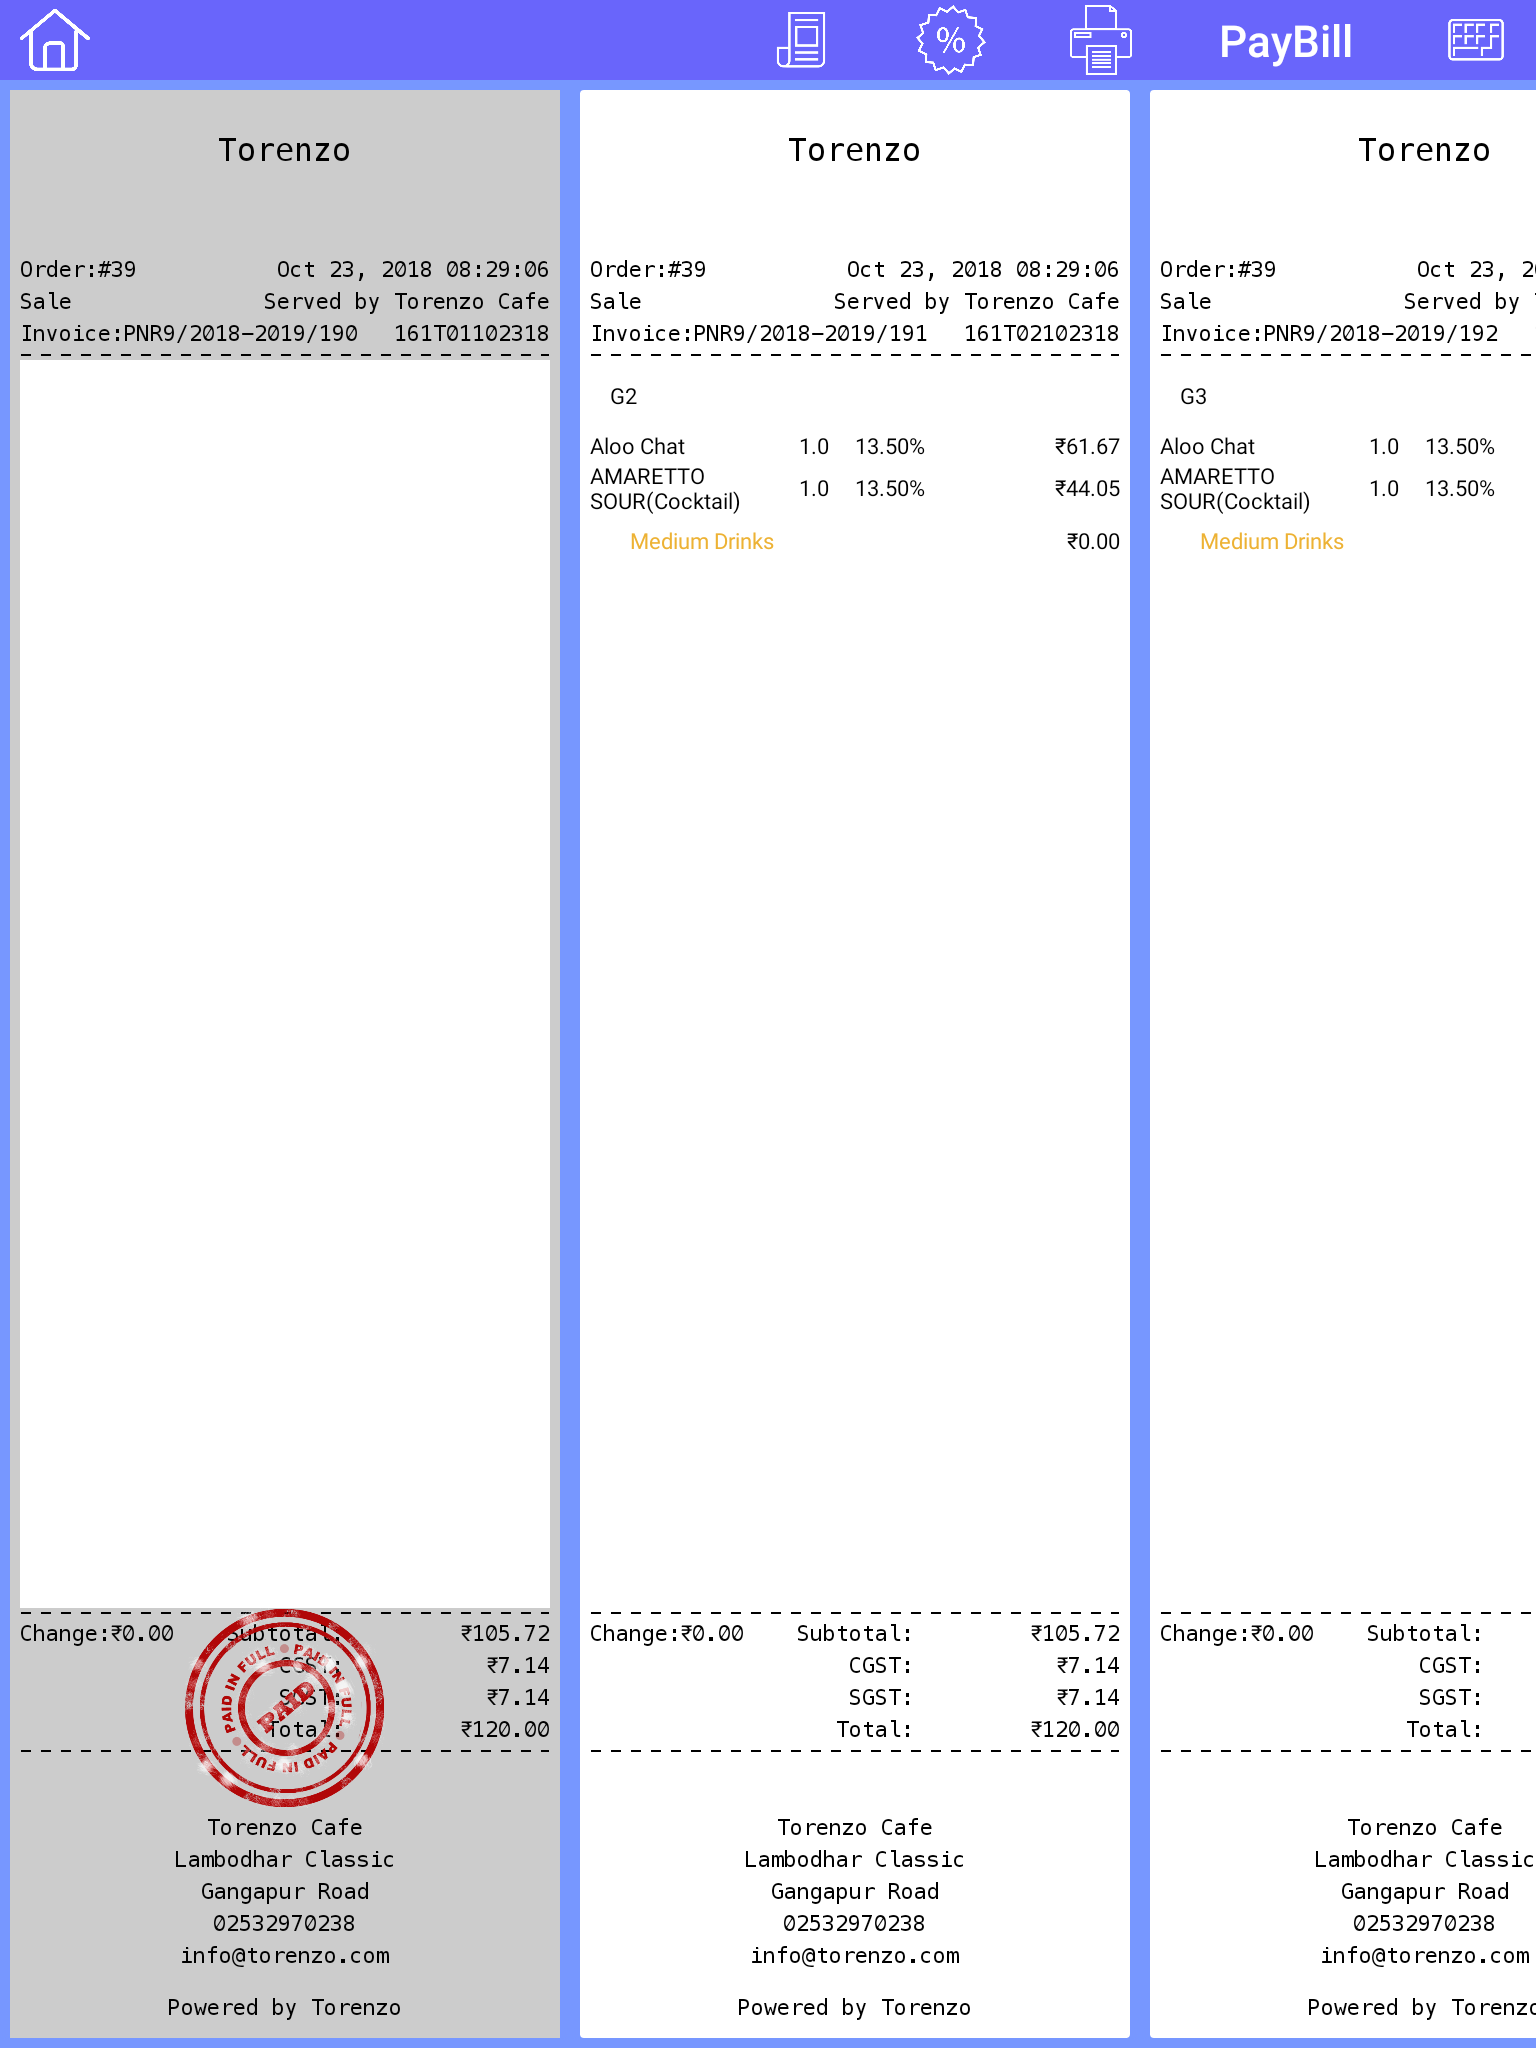 PayBill
Torenzo
Order:#39 Oct 23, 2018 08:29:06
Sale Served by Torenzo Cafe
Invoice:PNR9/2018-2019/190 161T01102318
Change:₹0.00 Subtotal: ₹105.72
CGST: ₹7.14
SGST: ₹7.14
Total: ₹120.00
PAID IN FULL • PAID IN FULL • PAID IN FULL •
PAID
Torenzo Cafe
Lambodhar Classic
Gangapur Road
02532970238
info@torenzo.com
Powered by Torenzo
Torenzo
Order:#39 Oct 23, 2018 08:29:06
Sale Served by Torenzo Cafe
Invoice:PNR9/2018-2019/191 161T02102318
G2
Aloo Chat 1.0 13.50% ₹61.67
AMARETTO
SOUR(Cocktail) 1.0 13.50% ₹44.05
Medium Drinks ₹0.00
Change:₹0.00 Subtotal: ₹105.72
CGST: ₹7.14
SGST: ₹7.14
Total: ₹120.00
Torenzo Cafe
Lambodhar Classic
Gangapur Road
02532970238
info@torenzo.com
Powered by Torenzo
Torenzo
Order:#39 Oct 23,
Sale Served by
Invoice:PNR9/2018-2019/192
G3
Aloo Chat 1.0 13.50%
AMARETTO
SOUR(Cocktail) 1.0 13.50%
Medium Drinks
Change:₹0.00 Subtotal:
CGST:
SGST:
Total:
Torenzo Cafe
Lambodhar Classic
Gangapur Road
02532970238
info@torenzo.com
Powered by Torenzo